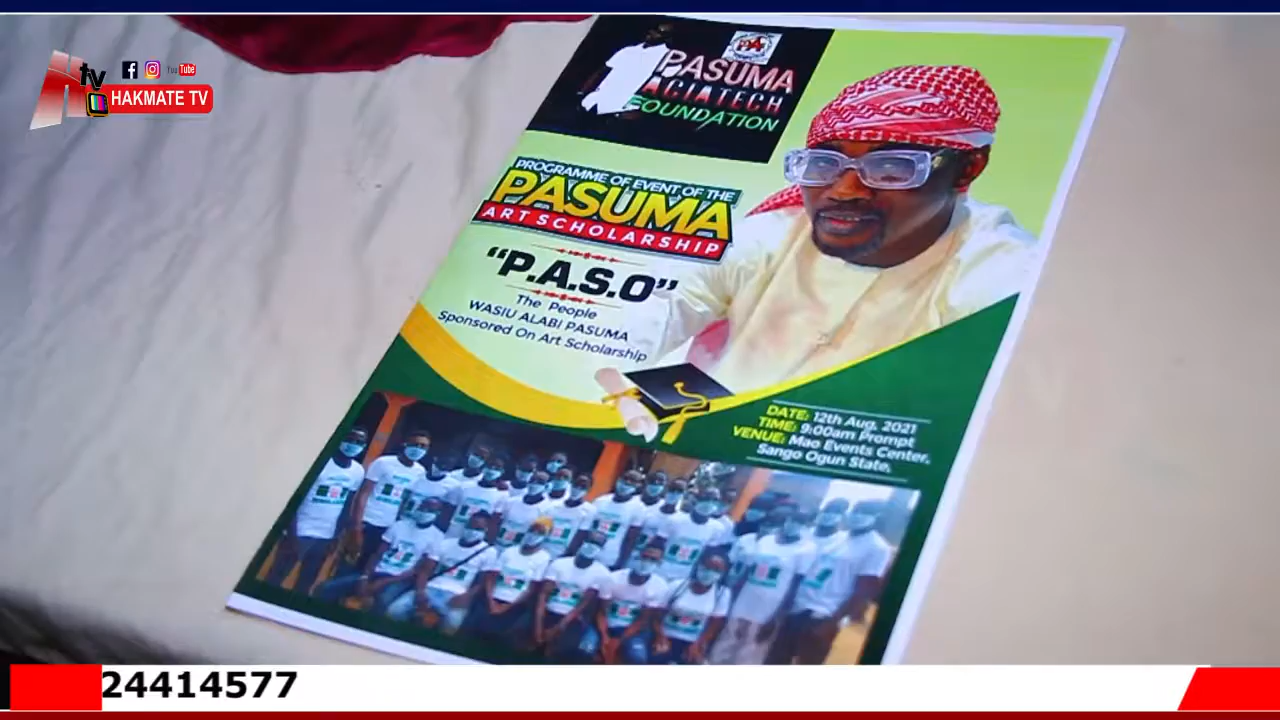 tv
YouTube
HAKMATE TV
PASUMA
FOUNDATION
PROGRAMME OF EVENT OF THE
PASUMA
ART SCHOLARSHIP
"P.A.S.O"
The People
WASIU ALABI PASUMA
Sponsored On Art Scholarship
DATE: 12th Aug, 2021
TIME: 9:00am Prompt
VENUE: Mao Events Center,
Sango Ogun State.
24414577